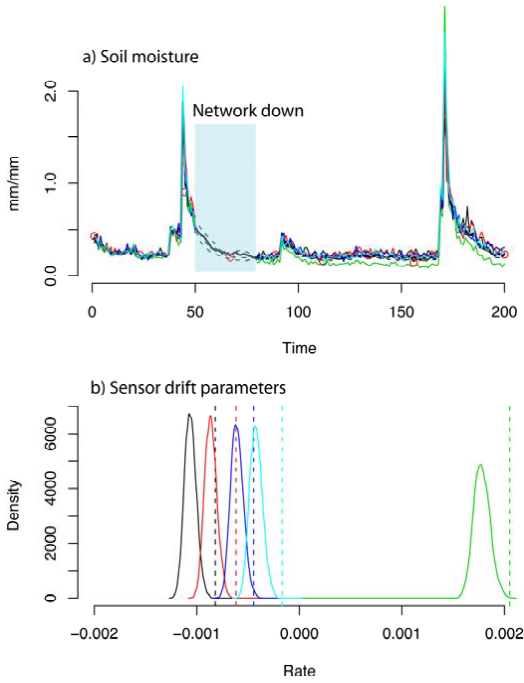 a) Soil moisture
Network down
mm/mm
0.0
1.0
2.0
0
50
100
150
200
Time
b) Sensor drift parameters
Density
0
2000
4000
6000
−0.002
−0.001
0.000
0.001
0.002
Rate